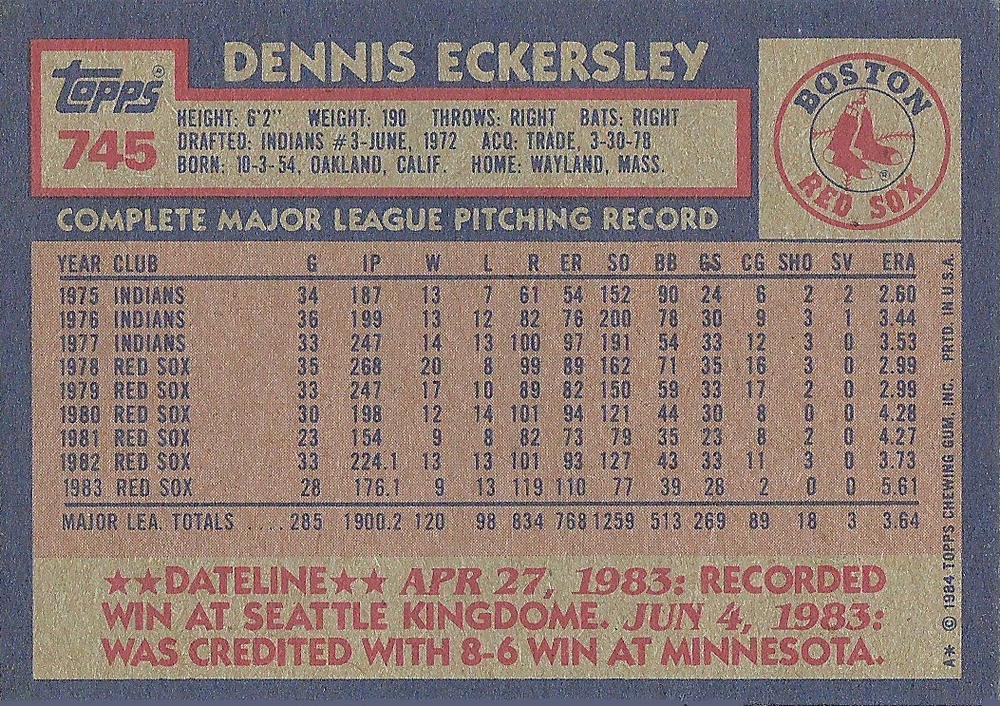 DENNIS ECKERSLEY
Topps®
745
HEIGHT: 6'2" WEIGHT: 190 THROWS: RIGHT BATS: RIGHT
DRAFTED: INDIANS #3-JUNE, 1972 ACQ: TRADE, 3-30-78
BORN: 10-3-54, OAKLAND, CALIF. HOME: WAYLAND, MASS.
BOSTON
RED SOX
®
COMPLETE MAJOR LEAGUE PITCHING RECORD
YEAR CLUB G IP W L R ER SO BB GS CG SHO SV ERA
1975 INDIANS 34 187 13 7 61 54 152 90 24 6 2 2 2.60
1976 INDIANS 36 199 13 12 82 76 200 78 30 9 3 1 3.44
1977 INDIANS 33 247 14 13 100 97 191 54 33 12 3 0 3.53
1978 RED SOX 35 268 20 8 99 89 162 71 35 16 3 0 2.99
1979 RED SOX 33 247 17 10 89 82 150 59 33 17 2 0 2.99
1980 RED SOX 30 198 12 14 101 94 121 44 30 8 0 0 4.28
1981 RED SOX 23 154 9 8 82 73 79 35 23 8 2 0 4.27
1982 RED SOX 33 224.1 13 13 101 93 127 43 33 11 3 0 3.73
1983 RED SOX 28 176.1 9 13 119 110 77 39 28 2 0 0 5.61
MAJOR LEA. TOTALS ..... 285 1900.2 120 98 834 768 1259 513 269 89 18 3 3.64
★★DATELINE★★ APR 27, 1983: RECORDED
WIN AT SEATTLE KINGDOME. JUN 4, 1983:
WAS CREDITED WITH 8-6 WIN AT MINNESOTA.
A* © 1984 TOPPS CHEWING GUM, INC. PRTD. IN U.S.A.